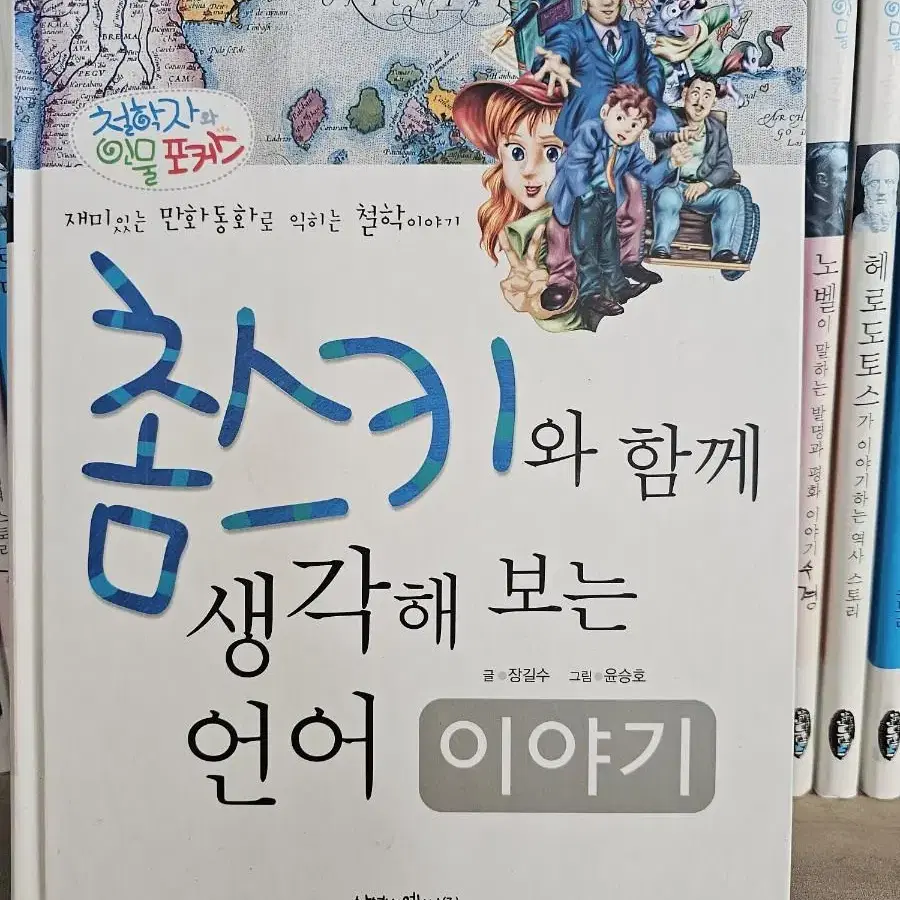 철학자와
인물 포커스
재미있는 만화동화로 익히는 철학이야기
촘스키와 함께
생각해 보는
글 장길수 그림 윤승호
언어 이야기
노벨이 말하는 발명과 평화 이야기
헤로도토스가 이야기하는 역사 스토리